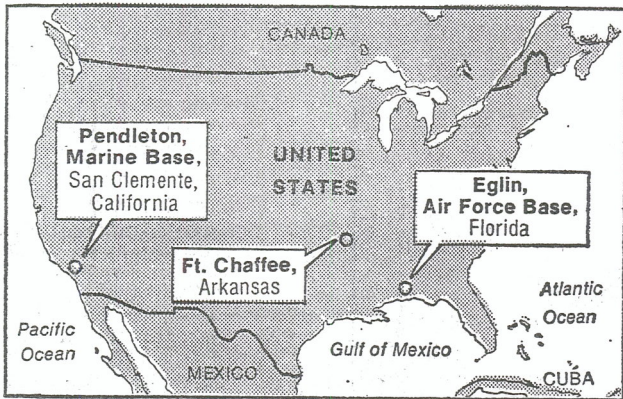 CANADA
Pendleton,
Marine Base,
San Clemente,
California
UNITED
STATES
Eglin,
Air Force Base,
Florida
Ft. Chaffee,
Arkansas
Atlantic
Ocean
Pacific
Ocean
Gulf of Mexico
MEXICO
CUBA